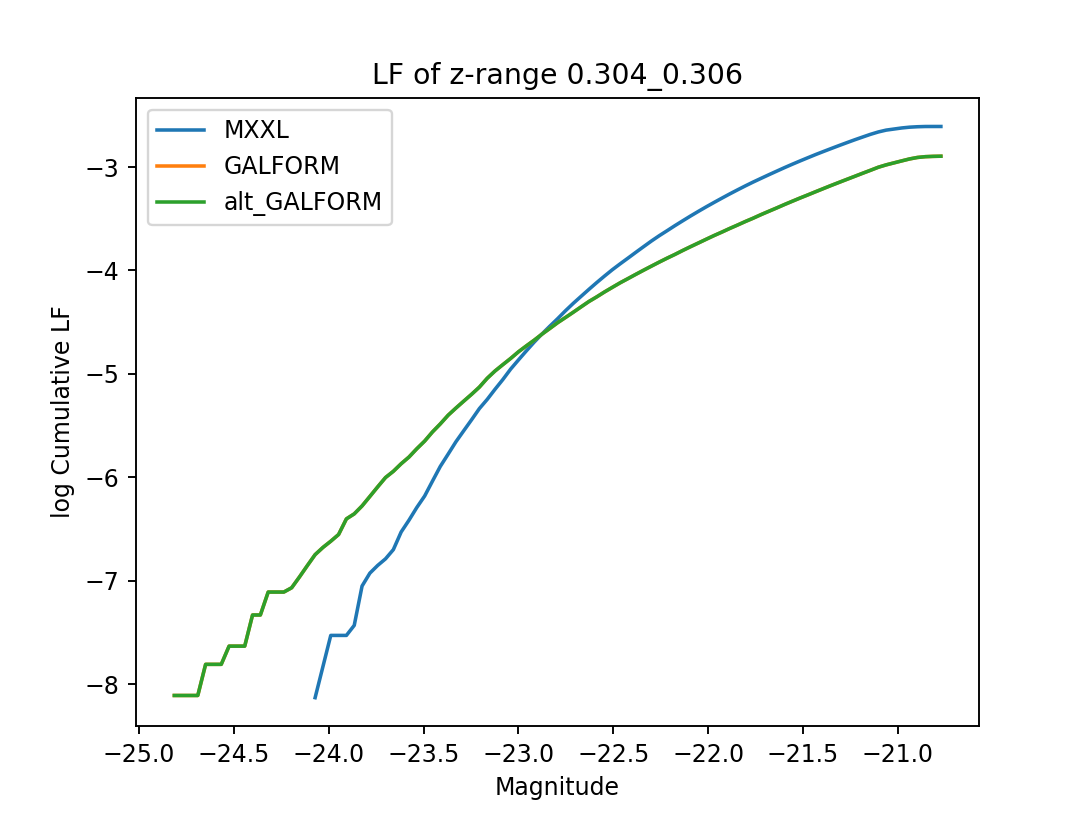 LF of z-range 0.304_0.306
MXXL
GALFORM
alt_GALFORM
log Cumulative LF
−3
−4
−5
−6
−7
−8
−25.0 −24.5 −24.0 −23.5 −23.0 −22.5 −22.0 −21.5 −21.0
Magnitude